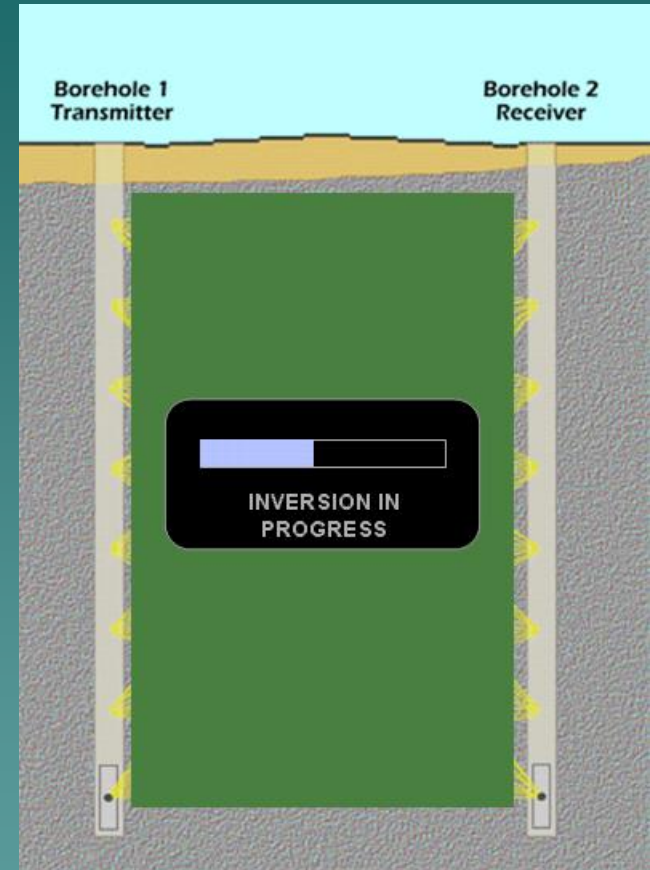 Borehole 1
Transmitter
Borehole 2
Receiver
INVERSION IN
PROGRESS